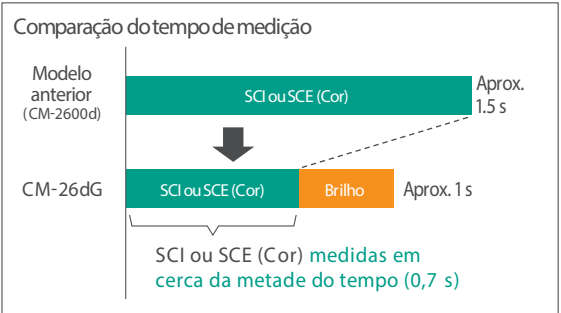 Comparação do tempo de medição
Modelo
anterior
(CM-2600d)
SCI ou SCE (Cor)
Aprox.
1.5 s
CM-26dG
SCI ou SCE (Cor)
Brilho
Aprox. 1 s
SCI ou SCE (Cor) medidas em
cerca da metade do tempo (0,7 s)